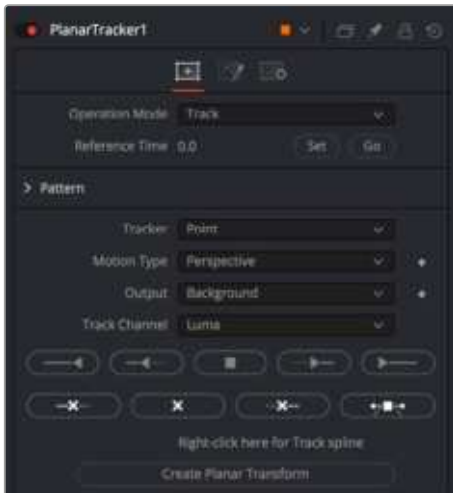 PlanarTracker1
Operation Mode Track
Reference Time 0.0 Set Go
Pattern
Tracker Point
Motion Type Perspective
Output Background
Track Channel Luma
Right-click here for Track spline
Create Planar Transform